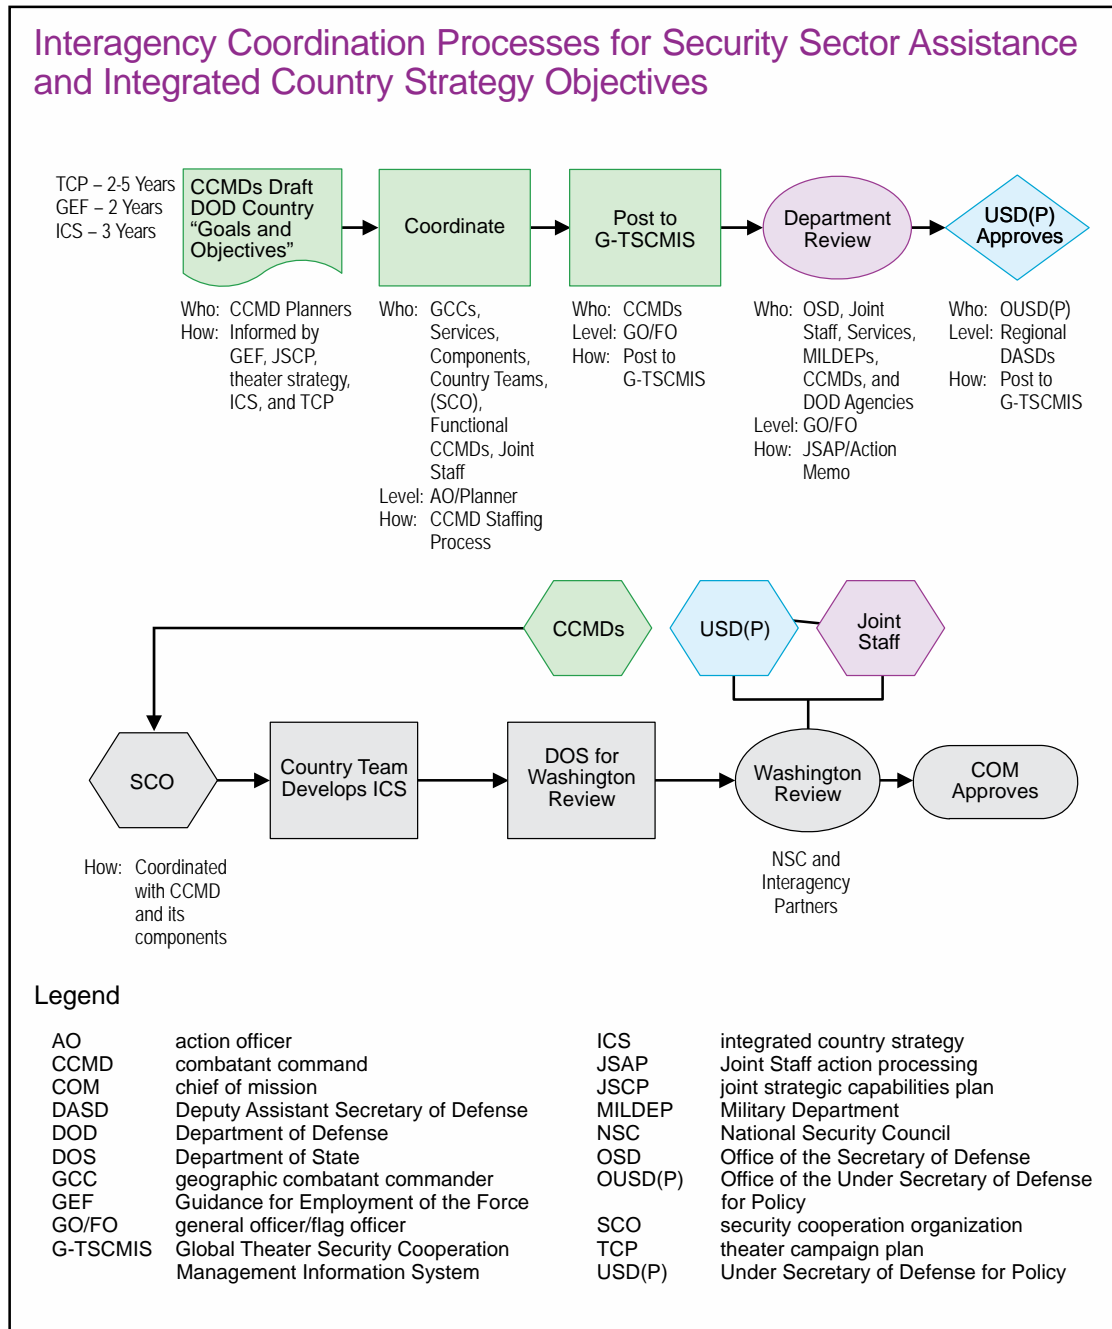 Interagency Coordination Processes for Security Sector Assistance
and Integrated Country Strategy Objectives
TCP – 2-5 Years
GEF – 2 Years
ICS – 3 Years
CCMDs Draft
DOD Country
“Goals and
Objectives”
Coordinate
Post to
G-TSCMIS
Department
Review
USD(P)
Approves
Who: CCMD Planners
How: Informed by
GEF, JSCP,
theater strategy,
ICS, and TCP
Who: GCCs,
Services,
Components,
Country Teams,
(SCO),
Functional
CCMDs, Joint
Staff
Level: AO/Planner
How: CCMD Staffing
Process
Who: CCMDs
Level: GO/FO
How: Post to
G-TSCMIS
Who: OSD, Joint
Staff, Services,
MILDEPs,
CCMDs, and
DOD Agencies
Level: GO/FO
How: JSAP/Action
Memo
Who: OUSD(P)
Level: Regional
DASDs
How: Post to
G-TSCMIS
CCMDs
USD(P)
Joint
Staff
SCO
Country Team
Develops ICS
DOS for
Washington
Review
Washington
Review
COM
Approves
How: Coordinated
with CCMD
and its
components
NSC and
Interagency
Partners
Legend
AO action officer
CCMD combatant command
COM chief of mission
DASD Deputy Assistant Secretary of Defense
DOD Department of Defense
DOS Department of State
GCC geographic combatant commander
GEF Guidance for Employment of the Force
GO/FO general officer/flag officer
G-TSCMIS Global Theater Security Cooperation
Management Information System
ICS integrated country strategy
JSAP Joint Staff action processing
JSCP joint strategic capabilities plan
MILDEP Military Department
NSC National Security Council
OSD Office of the Secretary of Defense
OUSD(P) Office of the Under Secretary of Defense
for Policy
SCO security cooperation organization
TCP theater campaign plan
USD(P) Under Secretary of Defense for Policy